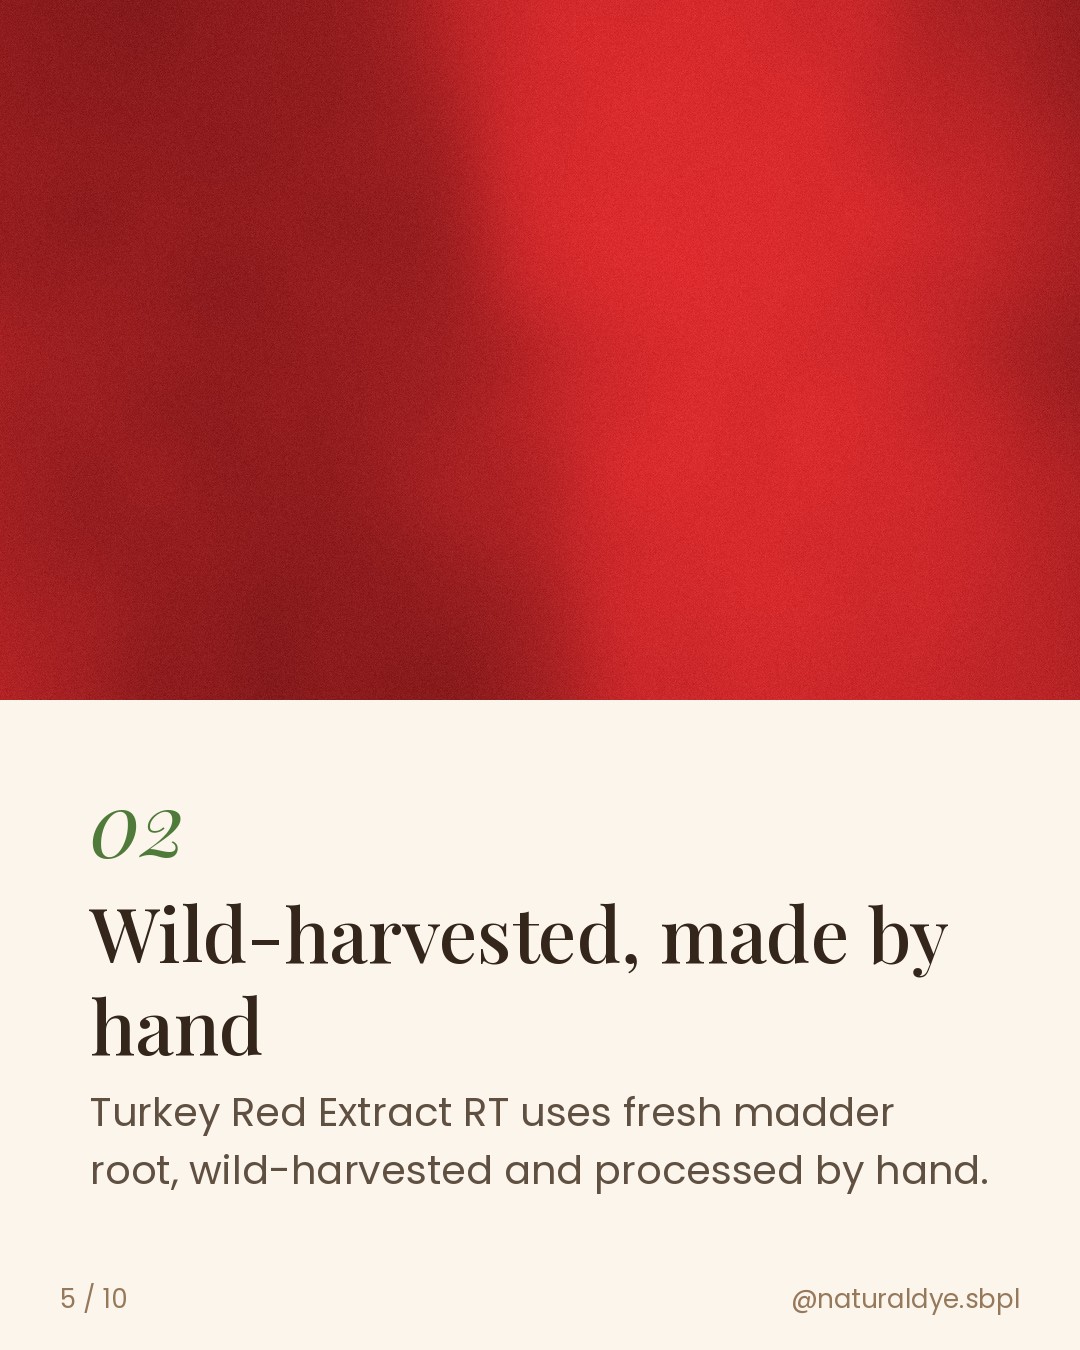 02
Wild-harvested, made by
hand
Turkey Red Extract RT uses fresh madder
root, wild-harvested and processed by hand.
5 / 10
@naturaldye.sbpl